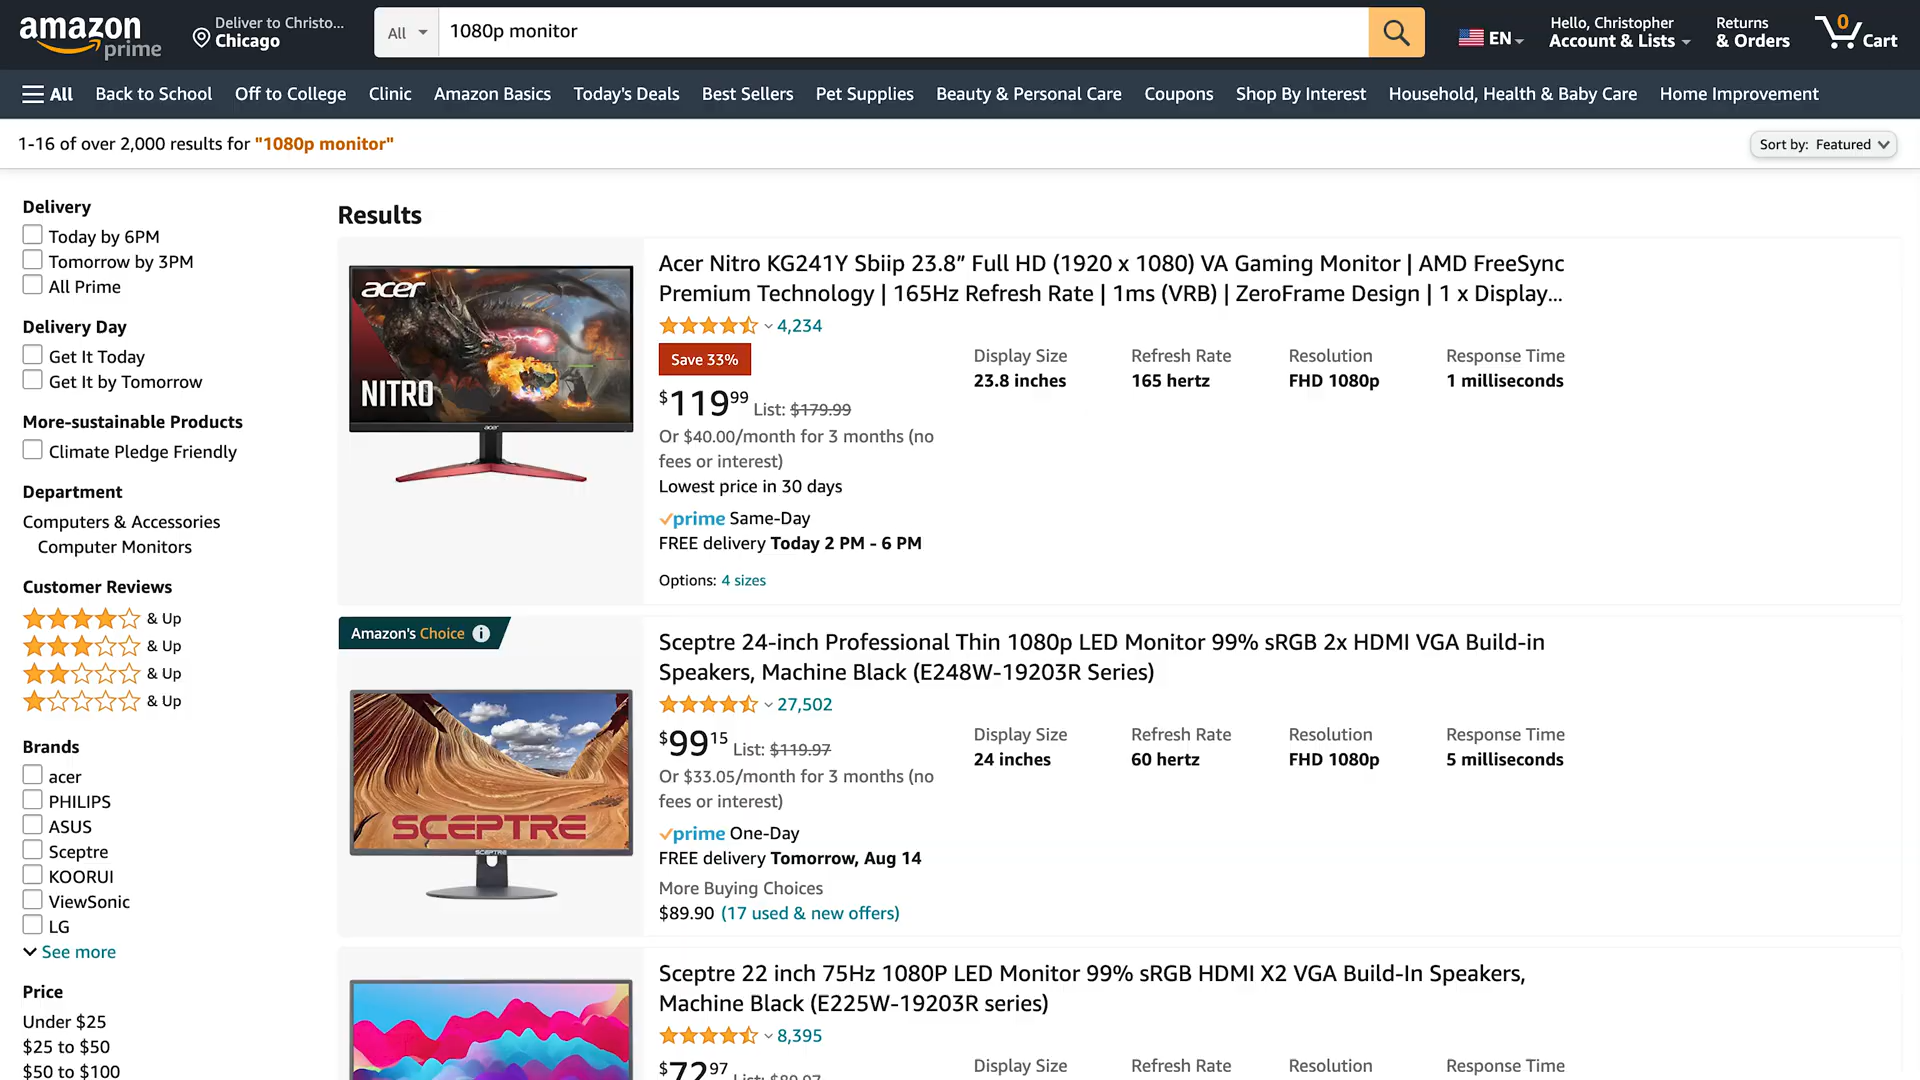 amazon
prime
Deliver to Christo...
Chicago
All
1080p monitor
EN
Hello, Christopher
Account & Lists
Returns
& Orders
0
Cart
All
Back to School
Off to College
Clinic
Amazon Basics
Today's Deals
Best Sellers
Pet Supplies
Beauty & Personal Care
Coupons
Shop By Interest
Household, Health & Baby Care
Home Improvement
1-16 of over 2,000 results for "1080p monitor"
Sort by: Featured
Delivery
Today by 6PM
Tomorrow by 3PM
All Prime
Delivery Day
Get It Today
Get It by Tomorrow
More-sustainable Products
Climate Pledge Friendly
Department
Computers & Accessories
Computer Monitors
Customer Reviews
& Up
& Up
& Up
& Up
Brands
acer
PHILIPS
ASUS
Sceptre
KOORUI
ViewSonic
LG
See more
Price
Under $25
$25 to $50
$50 to $100
Results
acer
NITRO
acer
Acer Nitro KG241Y Sbiip 23.8” Full HD (1920 x 1080) VA Gaming Monitor | AMD FreeSync
Premium Technology | 165Hz Refresh Rate | 1ms (VRB) | ZeroFrame Design | 1 x Display...
4,234
Save 33%
$11999 List: $179.99
Or $40.00/month for 3 months (no
fees or interest)
Lowest price in 30 days
prime Same-Day
FREE delivery Today 2 PM - 6 PM
Options: 4 sizes
Display Size
23.8 inches
Refresh Rate
165 hertz
Resolution
FHD 1080p
Response Time
1 milliseconds
Amazon's Choice
SCEPTRE
SCEPTRE
Sceptre 24-inch Professional Thin 1080p LED Monitor 99% sRGB 2x HDMI VGA Build-in
Speakers, Machine Black (E248W-19203R Series)
27,502
$9915 List: $119.97
Or $33.05/month for 3 months (no
fees or interest)
prime One-Day
FREE delivery Tomorrow, Aug 14
More Buying Choices
$89.90 (17 used & new offers)
Display Size
24 inches
Refresh Rate
60 hertz
Resolution
FHD 1080p
Response Time
5 milliseconds
Sceptre 22 inch 75Hz 1080P LED Monitor 99% sRGB HDMI X2 VGA Build-In Speakers,
Machine Black (E225W-19203R series)
8,395
$7297 List: $89.97
Display Size
Refresh Rate
Resolution
Response Time